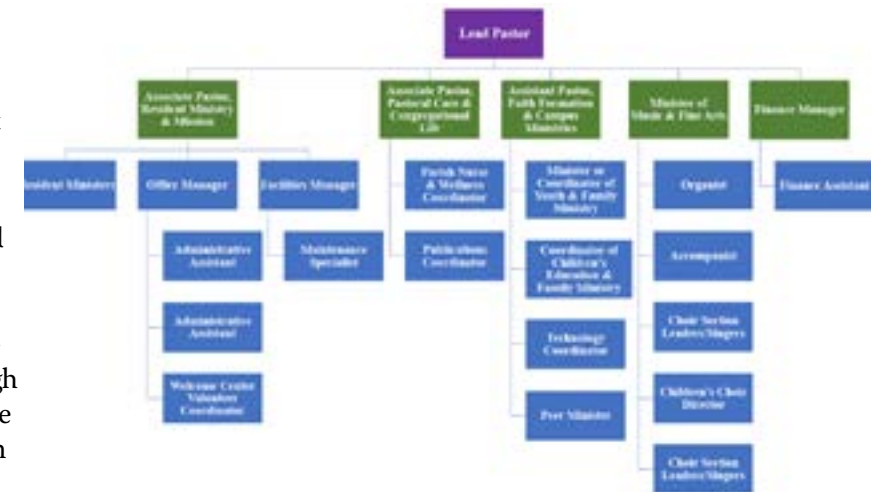 Lead Pastor
Associate Pastor,
Resident Ministry
& Mission
Associate Pastor,
Pastoral Care &
Congregational
Life
Assistant Pastor,
Faith Formation
& Campus
Ministries
Minister of
Music & Fine Arts
Finance Manager
Resident Ministers
Office Manager
Facilities Manager
Parish Nurse
& Wellness
Coordinator
Minister or
Coordinator of
Youth & Family
Ministry
Organist
Finance Assistant
Administrative
Assistant
Maintenance
Specialist
Publications
Coordinator
Coordinator of
Children's
Education &
Family Ministry
Accompanist
Administrative
Assistant
Technology
Coordinator
Choir Section
Leaders/Singers
Welcome Center
Volunteer
Coordinator
Peer Minister
Children's Choir
Director
Choir Section
Leaders/Singers